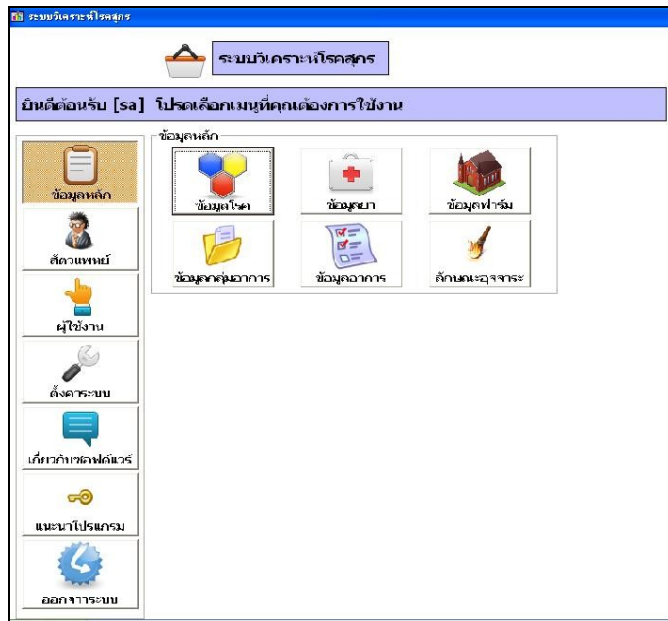 ระบบวิเคราะห์โรคสุกร
ระบบวิเคราะห์โรคสุกร
ยินดีต้อนรับ [sa] โปรดเลือกเมนูที่คุณต้องการใช้งาน
ข้อมูลหลัก
ข้อมูลหลัก
ข้อมูลโรค
ข้อมูลยา
ข้อมูลฟาร์ม
ข้อมูลกลุ่มอาการ
ข้อมูลอาการ
ลักษณะอุจจาระ
สัตวแพทย์
ผู้ใช้งาน
ตั้งค่าระบบ
เกี่ยวกับซอฟต์แวร์
แนะนำโปรแกรม
ออกจากระบบ